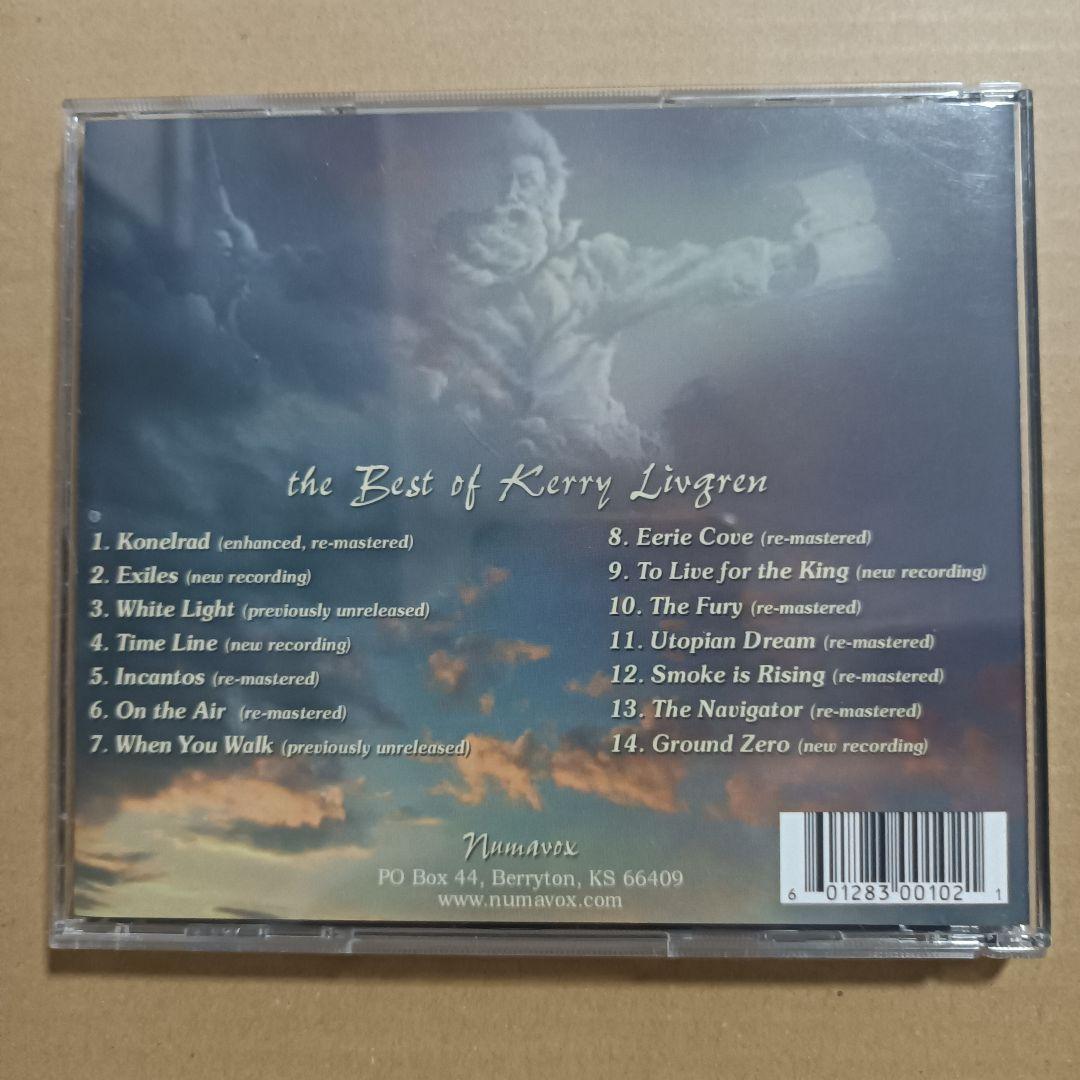 the Best of Kerry Livgren
1. Konelrad (enhanced, re-mastered)
2. Exiles (new recording)
3. White Light (previously unreleased)
4. Time Line (new recording)
5. Incantos (re-mastered)
6. On the Air (re-mastered)
7. When You Walk (previously unreleased)
8. Eerie Cove (re-mastered)
9. To Live for the King (new recording)
10. The Fury (re-mastered)
11. Utopian Dream (re-mastered)
12. Smoke is Rising (re-mastered)
13. The Navigator (re-mastered)
14. Ground Zero (new recording)
Numavox
PO Box 44, Berryton, KS 66409
www.numavox.com
6 01283 00102 1